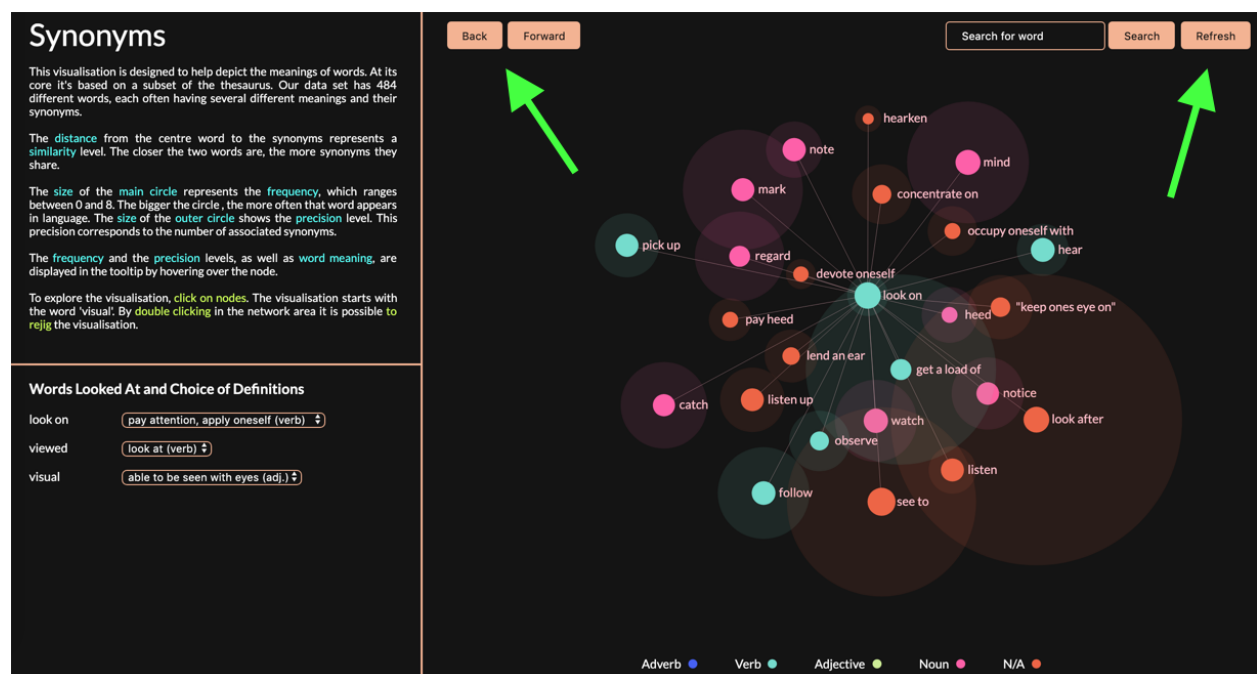 Synonyms
This visualisation is designed to help depict the meanings of words. At its
core it's based on a subset of the thesaurus. Our data set has 484
different words, each often having several different meanings and their
synonyms.
The distance from the centre word to the synonyms represents a
similarity level. The closer the two words are, the more synonyms they
share.
The size of the main circle represents the frequency, which ranges
between 0 and 8. The bigger the circle , the more often that word appears
in language. The size of the outer circle shows the precision level. This
precision corresponds to the number of associated synonyms.
The frequency and the precision levels, as well as word meaning, are
displayed in the tooltip by hovering over the node.
To explore the visualisation, click on nodes. The visualisation starts with
the word 'visual'. By double clicking in the network area it is possible to
rejig the visualisation.
Words Looked At and Choice of Definitions
look on pay attention, apply oneself (verb)
viewed look at (verb)
visual able to be seen with eyes (adj.)
Back Forward Search for word Search Refresh
hearken
note
mind
mark
concentrate on
occupy oneself with
pick up
hear
regard
devote oneself
look on
"keep ones eye on"
heed
pay heed
lend an ear
get a load of
notice
listen up
catch
look after
watch
observe
listen
follow
see to
Adverb Verb Adjective Noun N/A